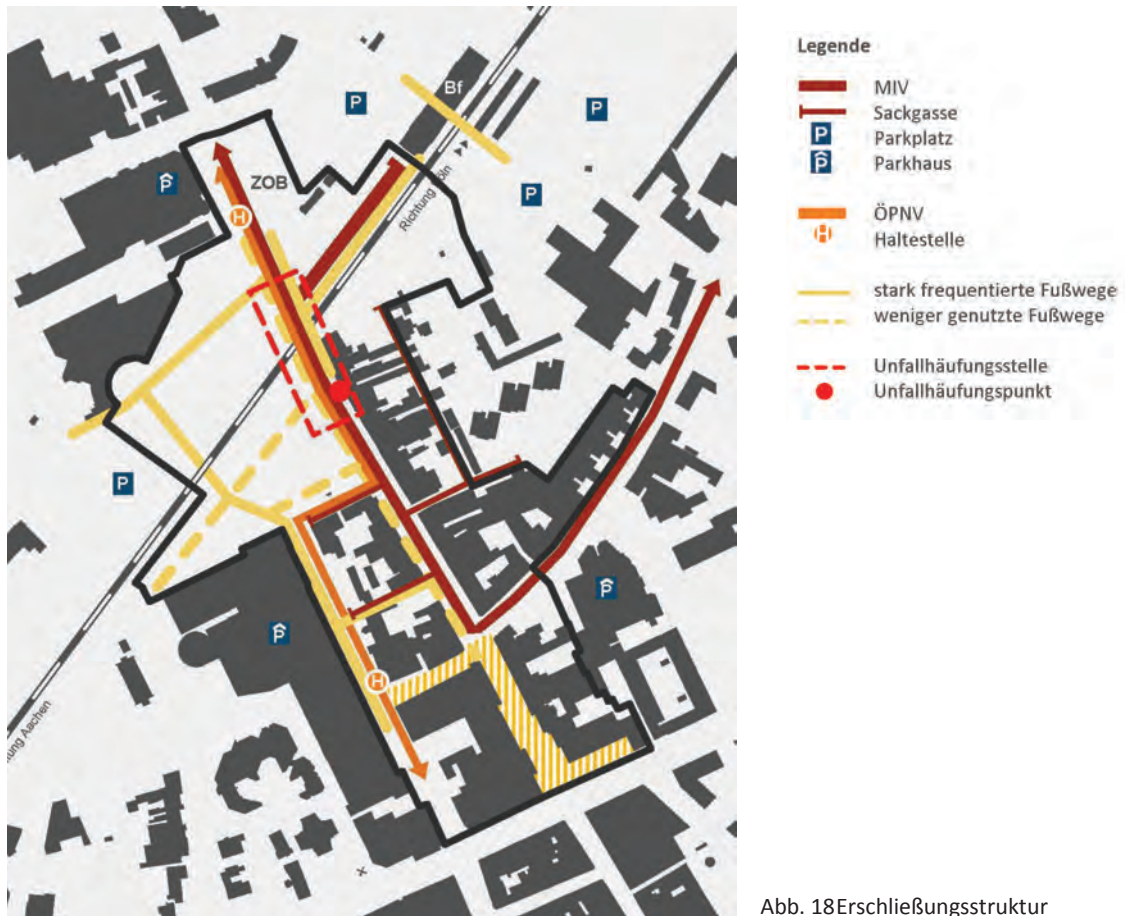 Bf
P
P
P
P
P
ZOB
H
Richtung Köln
P
P
H
tung Aachen
Legende
MIV
Sackgasse
P Parkplatz
P Parkhaus
ÖPNV
H Haltestelle
stark frequentierte Fußwege
weniger genutzte Fußwege
Unfallhäufungsstelle
Unfallhäufungspunkt
Abb. 18Erschließungsstruktur